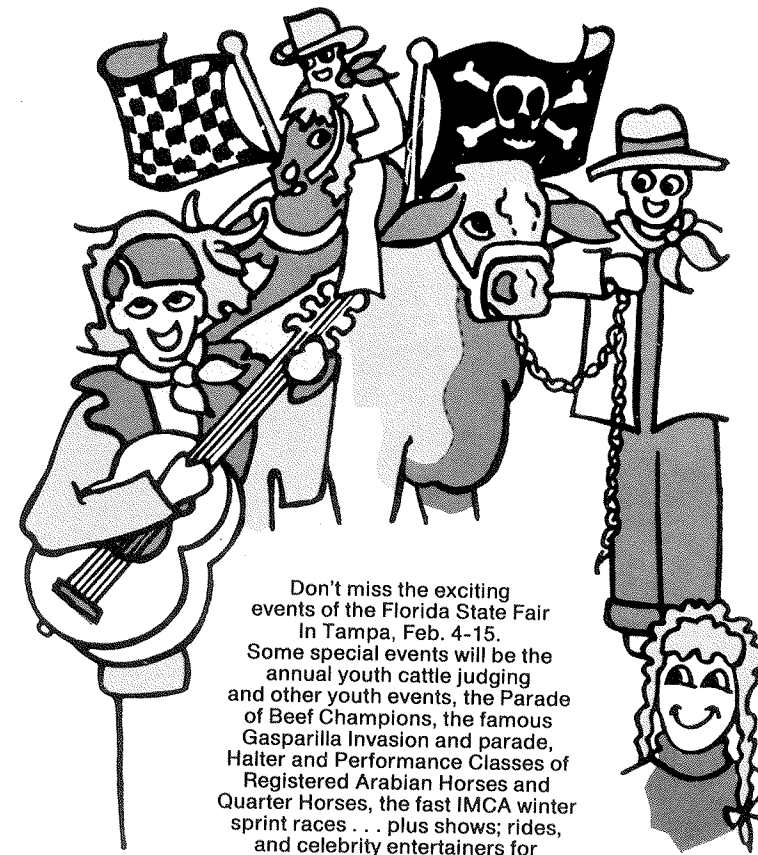 Don't miss the exciting
events of the Florida State Fair
In Tampa, Feb. 4-15.
Some special events will be the
annual youth cattle judging
and other youth events, the Parade
of Beef Champions, the famous
Gasparilla Invasion and parade,
Halter and Performance Classes of
Registered Arabian Horses and
Quarter Horses, the fast IMCA winter
sprint races . . . plus shows; rides,
and celebrity entertainers for